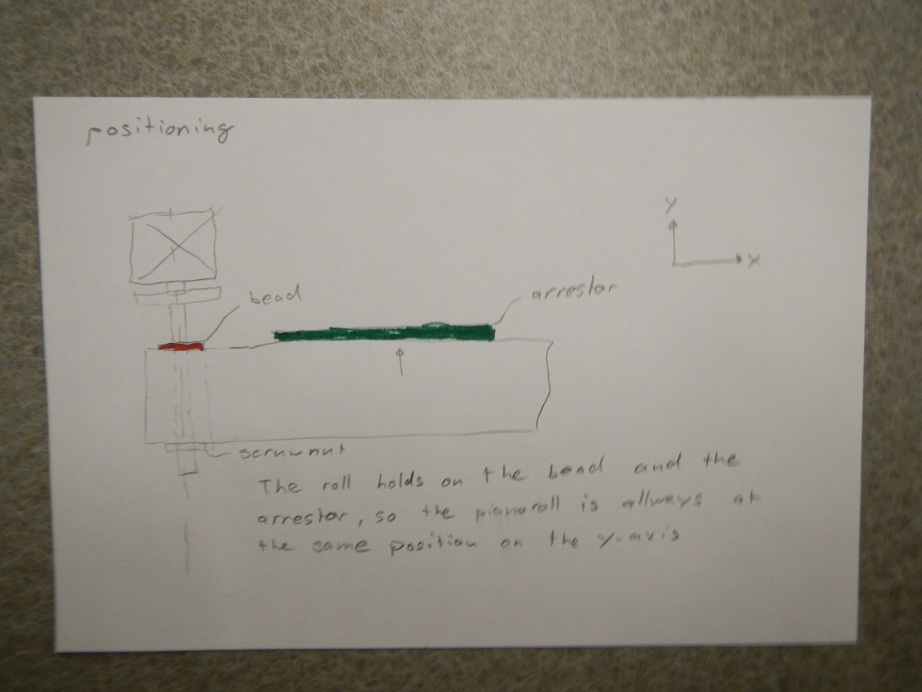 positioning
Y
X
bead
arrestor
scruwnut
The roll holds on the bead and the
arrestor, so the pianoroll is allways at
the same position on the y-axis